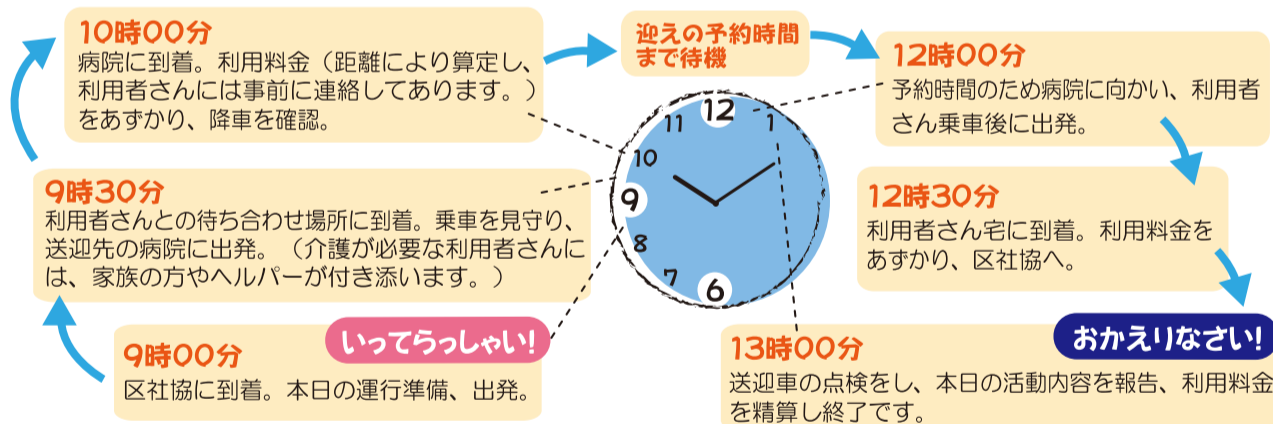 10時00分
病院に到着。利用料金（距離により算定し、
利用者さんには事前に連絡してあります。）
をあずかり、降車を確認。
迎えの予約時間
まで待機
12時00分
予約時間のため病院に向かい、利用者
さん乗車後に出発。
9時30分
利用者さんとの待ち合わせ場所に到着。乗車を見守り、
送迎先の病院に出発。（介護が必要な利用者さんに
は、家族の方やヘルパーが付き添います。）
12
11
1
10
9
8
7
6
12時30分
利用者さん宅に到着。利用料金を
あずかり、区社協へ。
いってらっしゃい！
9時00分
区社協に到着。本日の運行準備、出発。
おかえりなさい！
13時00分
送迎車の点検をし、本日の活動内容を報告、利用料金
を精算し終了です。